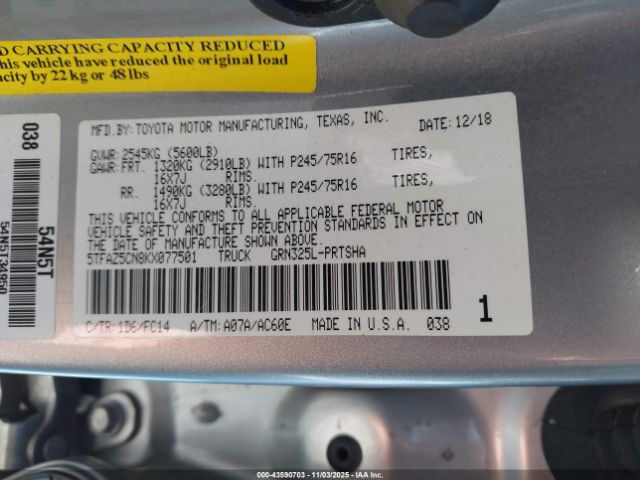 D CARRYING CAPACITY REDUCED
his vehicle have reduced the original load
pacity by 22 kg or 48 lbs
038
54N5T
MFD.BY:TOYOTA MOTOR MANUFACTURING, TEXAS, INC. DATE:12/18
GVWR:2545KG (5600LB)
GAWR:FRT. 1320KG (2910LB) WITH P245/75R16 TIRES,
16X7J RIMS.
RR. 1490KG (3280LB) WITH P245/75R16 TIRES,
16X7J RIMS.
THIS VEHICLE CONFORMS TO ALL APPLICABLE FEDERAL MOTOR
VEHICLE SAFETY AND THEFT PREVENTION STANDARDS IN EFFECT ON
THE DATE OF MANUFACTURE SHOWN ABOVE.
5TFAZ5CN8KX077501 TRUCK GRN325L-PRTSHA
C/TR:1D6/FC14 A/TM:A07A/AC60E MADE IN U.S.A. 038 1
200-43590703 - 11/03/2025 - IAA Inc.